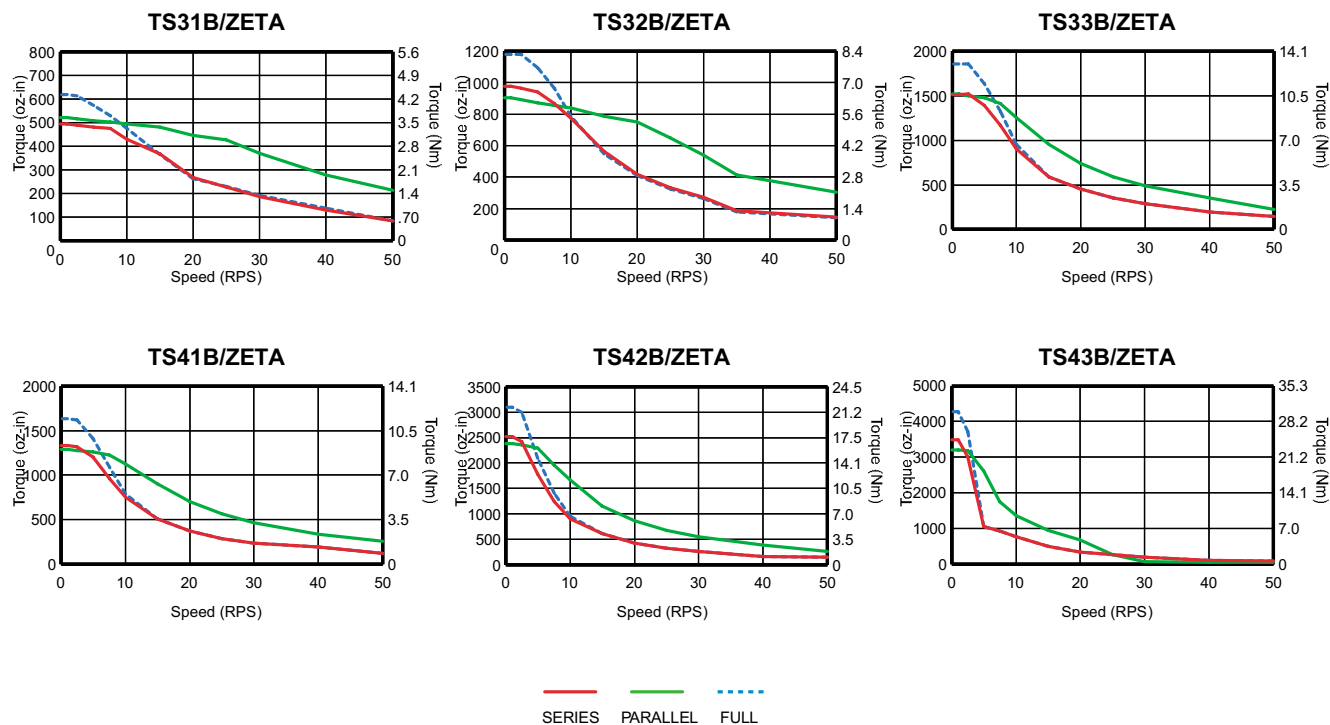 TS31B/ZETA
Torque (oz-in)
800
700
600
500
400
300
200
100
0
5.6
4.9
4.2
3.5
2.8
2.1
1.4
.70
0
Torque (Nm)
0 10 20 30 40 50
Speed (RPS)
TS32B/ZETA
Torque (oz-in)
1200
1000
800
600
400
200
0
8.4
7.0
5.6
4.2
2.8
1.4
0
Torque (Nm)
0 10 20 30 40 50
Speed (RPS)
TS33B/ZETA
Torque (oz-in)
2000
1500
1000
500
0
14.1
10.5
7.0
3.5
0
Torque (Nm)
0 10 20 30 40 50
Speed (RPS)
TS41B/ZETA
Torque (oz-in)
2000
1500
1000
500
0
14.1
10.5
7.0
3.5
0
Torque (Nm)
0 10 20 30 40 50
Speed (RPS)
TS42B/ZETA
Torque (oz-in)
3500
3000
2500
2000
1500
1000
500
0
24.5
21.2
17.5
14.1
10.5
7.0
3.5
0
Torque (Nm)
0 10 20 30 40 50
Speed (RPS)
TS43B/ZETA
Torque (oz-in)
5000
4000
3000
2000
1000
0
35.3
28.2
21.2
14.1
7.0
0
Torque (Nm)
0 10 20 30 40 50
Speed (RPS)
SERIES PARALLEL FULL